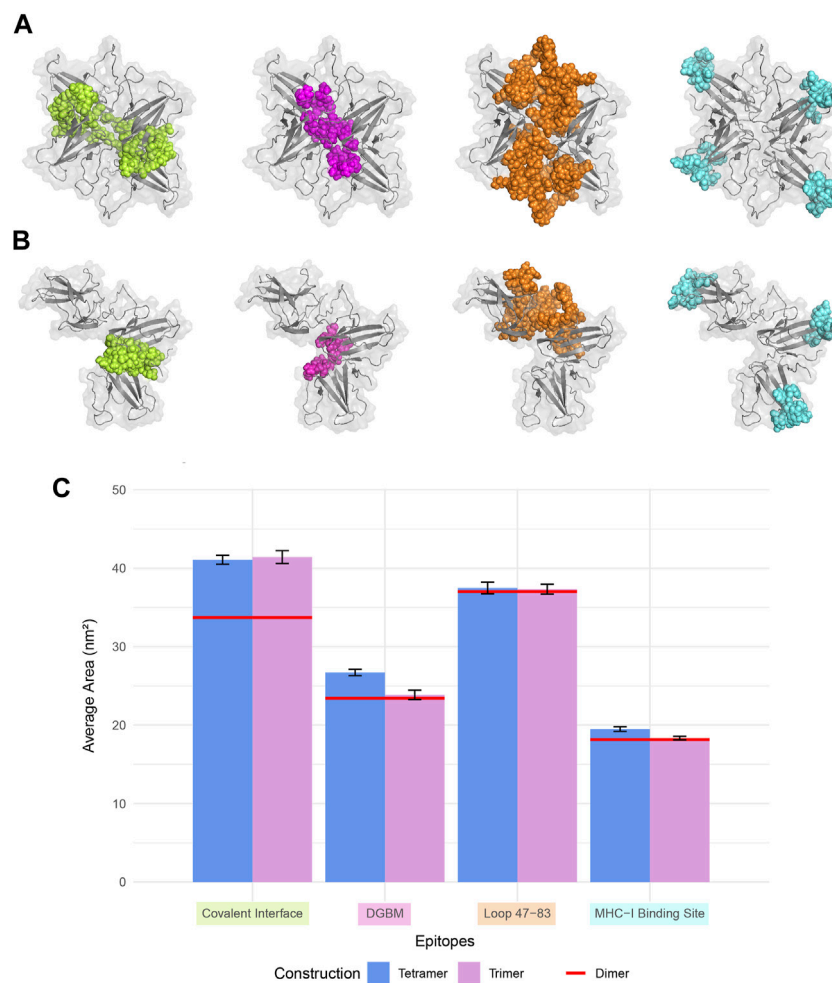 A
B
C
50
40
30
20
10
0
Average Area (nm²)
Covalent Interface
DGBM
Loop 47−83
MHC−I Binding Site
Epitopes
Construction
Tetramer
Trimer
Dimer